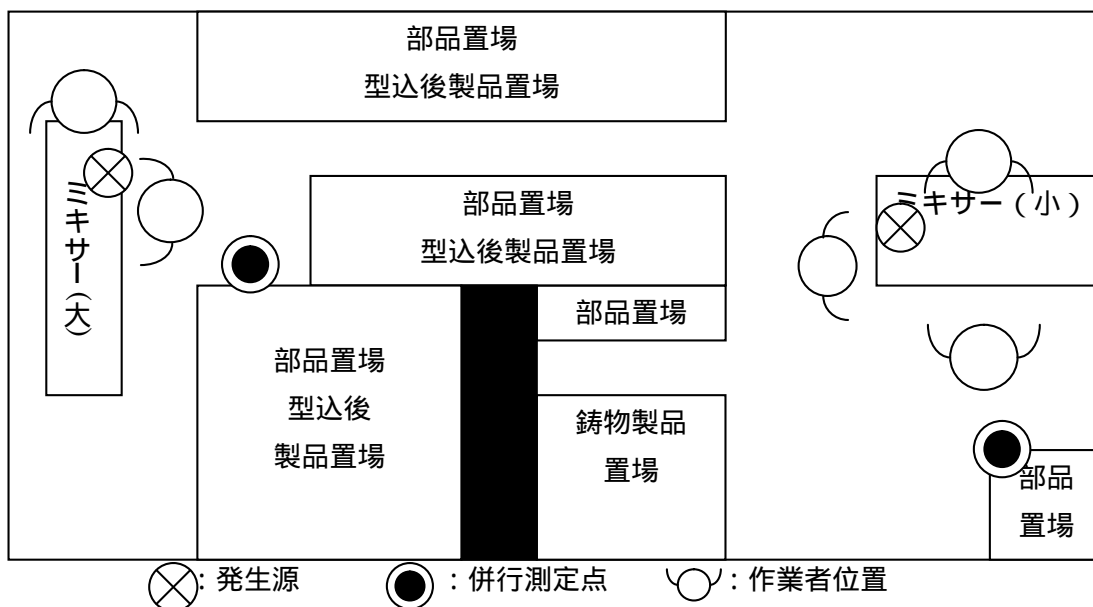 部品置場
型込後製品置場
ミキサー(大)
部品置場
型込後製品置場
ミキサー(小)
部品置場
部品置場
型込後
製品置場
鋳物製品
置場
部品
置場
:発生源
:併行測定点
:作業者位置